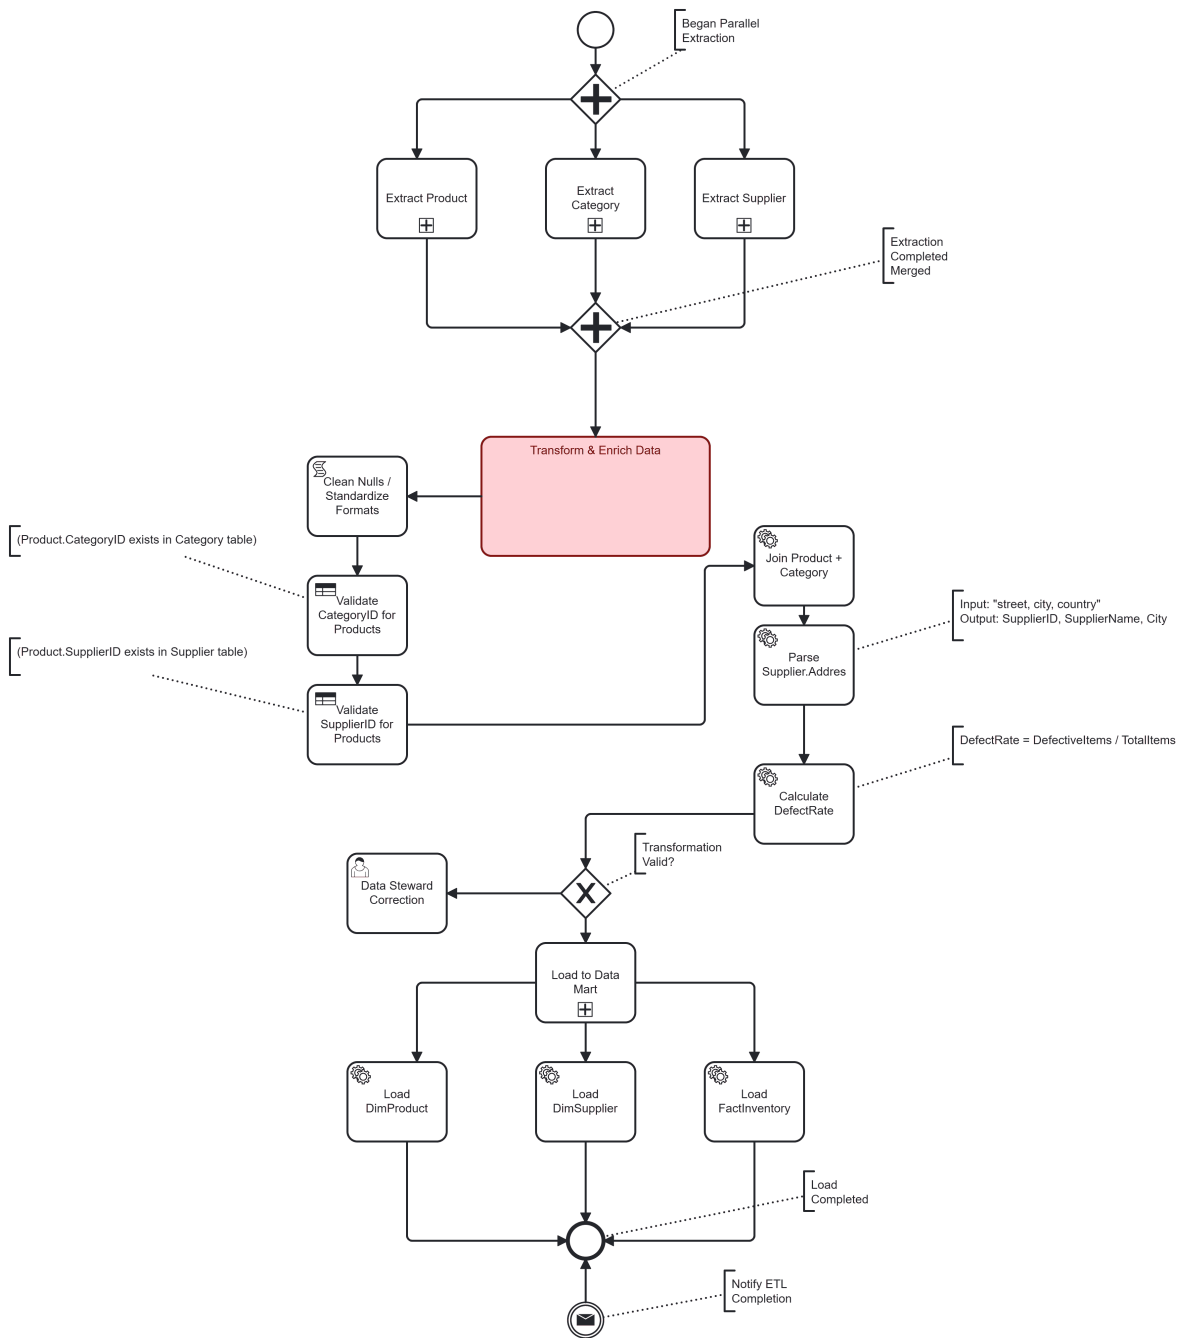 Began Parallel
Extraction
Extract Product
Extract
Category
Extract Supplier
Extraction
Completed
Merged
Transform & Enrich Data
Clean Nulls /
Standardize
Formats
(Product.CategoryID exists in Category table)
Validate
CategoryID for
Products
(Product.SupplierID exists in Supplier table)
Validate
SupplierID for
Products
Join Product +
Category
Input: "street, city, country"
Output: SupplierID, SupplierName, City
Parse
Supplier.Addres
DefectRate = DefectiveItems / TotalItems
Calculate
DefectRate
Transformation
Valid?
X
Data Steward
Correction
Load to Data
Mart
Load
DimProduct
Load
DimSupplier
Load
FactInventory
Load
Completed
Notify ETL
Completion